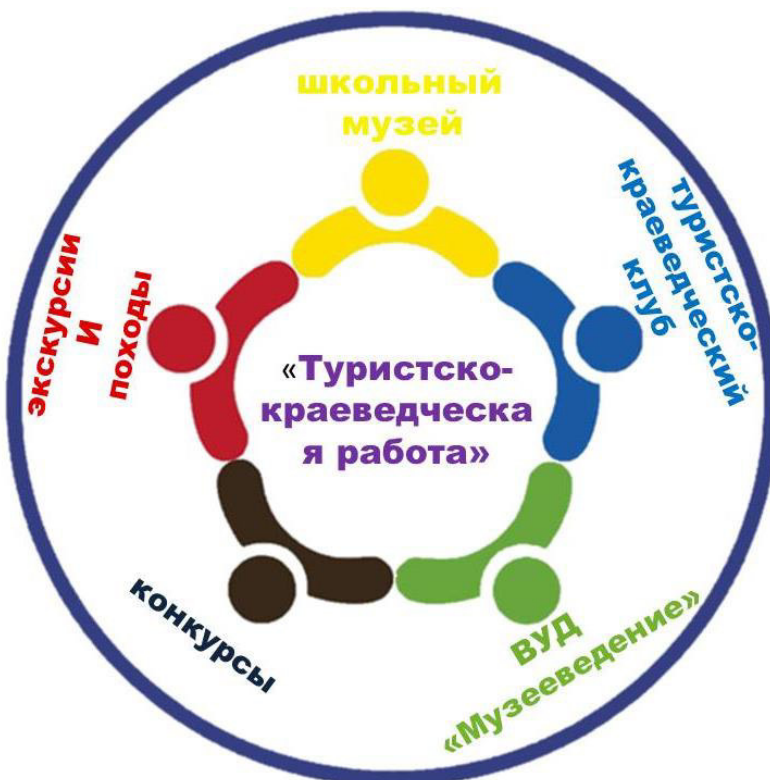 школьный
музей
туристско-
краеведческий
клуб
экскурсии
И
походы
«Туристско-
краеведческа
я работа»
конкурсы
ВУД
«Музееведение»